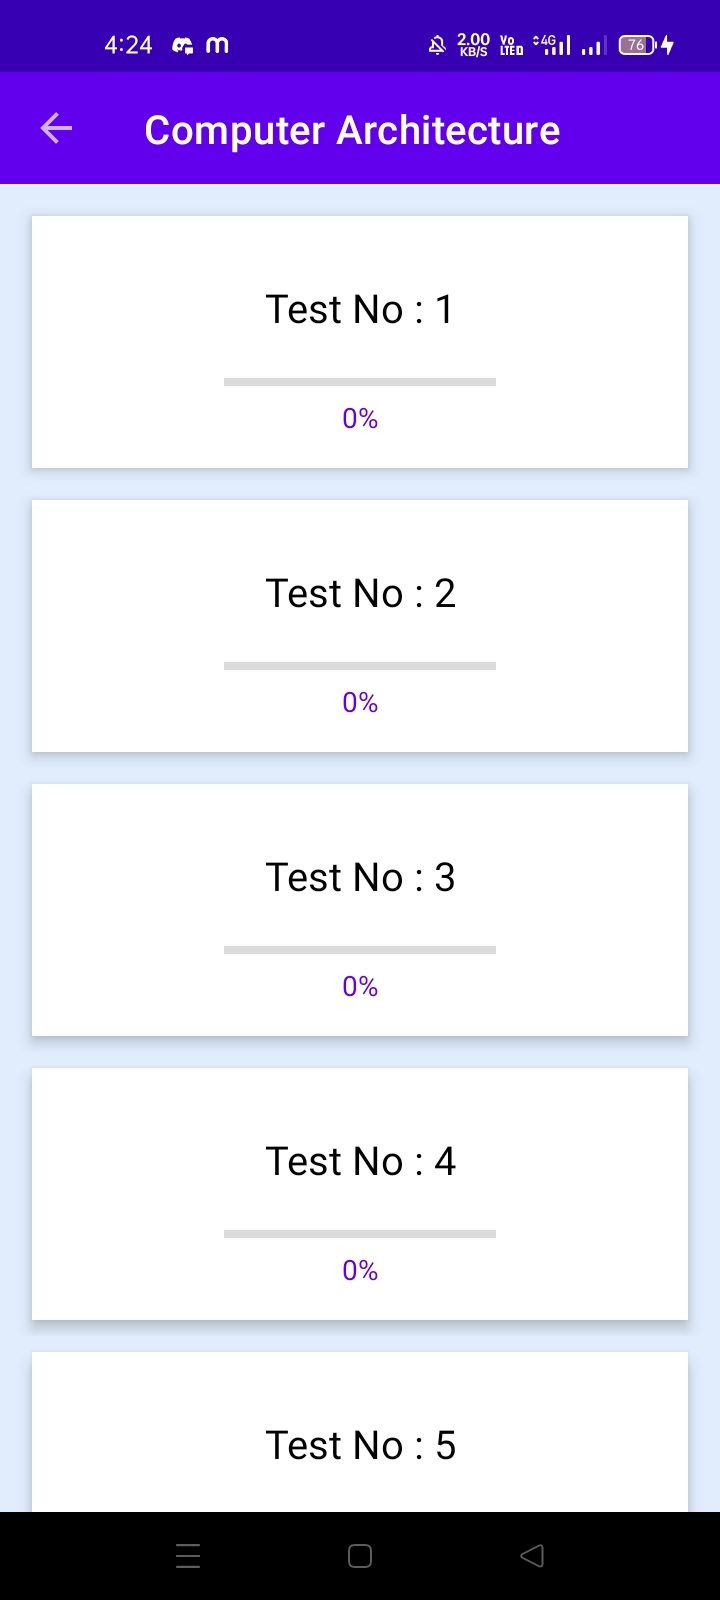 4:24 m 2.00 KB/S Vo LTED 4G 76
Computer Architecture
Test No : 1
0%
Test No : 2
0%
Test No : 3
0%
Test No : 4
0%
Test No : 5